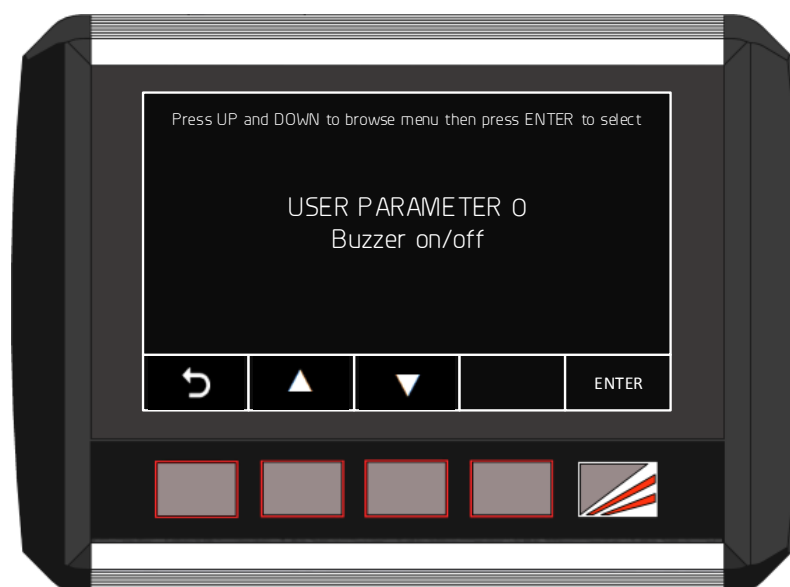 Press UP and DOWN to browse menu then press ENTER to select
USER PARAMETER 0
Buzzer on/off
ENTER